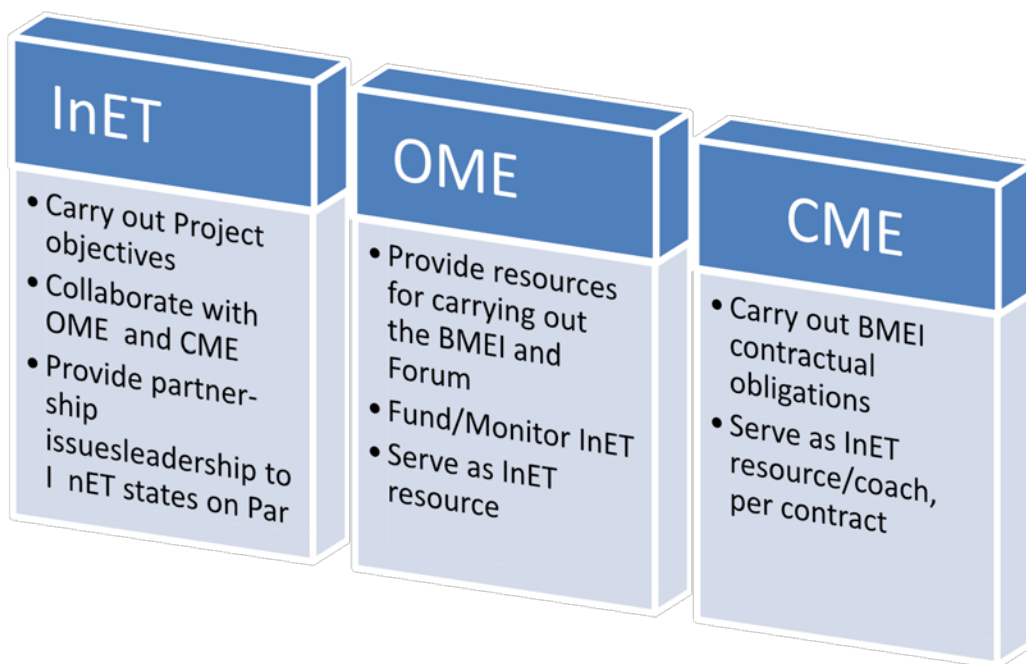 InET
• Carry out Project
objectives
• Collaborate with
OME and CME
• Provide partner-
ship
issuesleadership to
I nET states on Par
OME
• Provide resources
for carrying out
the BMEI and
Forum
• Fund/Monitor InET
• Serve as InET
resource
CME
• Carry out BMEI
contractual
obligations
• Serve as InET
resource/coach,
per contract